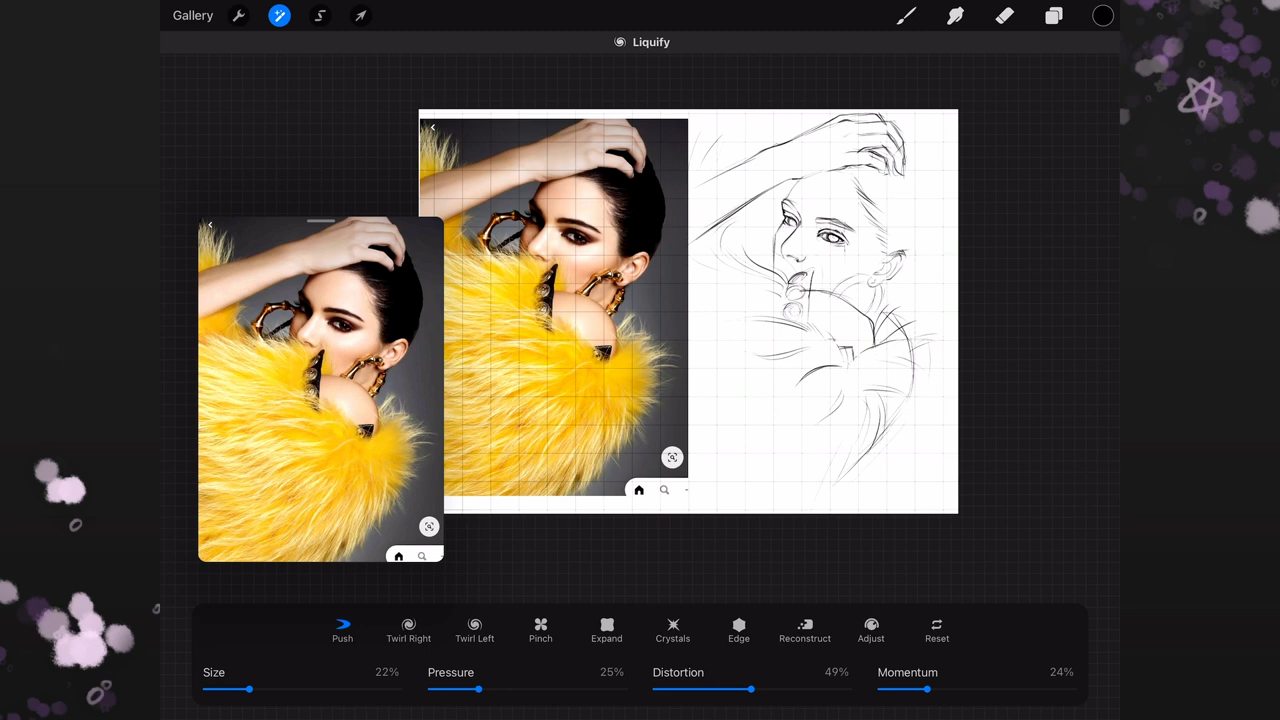 Gallery
Liquify
Push
Twirl Right
Twirl Left
Pinch
Expand
Crystals
Edge
Reconstruct
Adjust
Reset
Size 22%
Pressure 25%
Distortion 49%
Momentum 24%